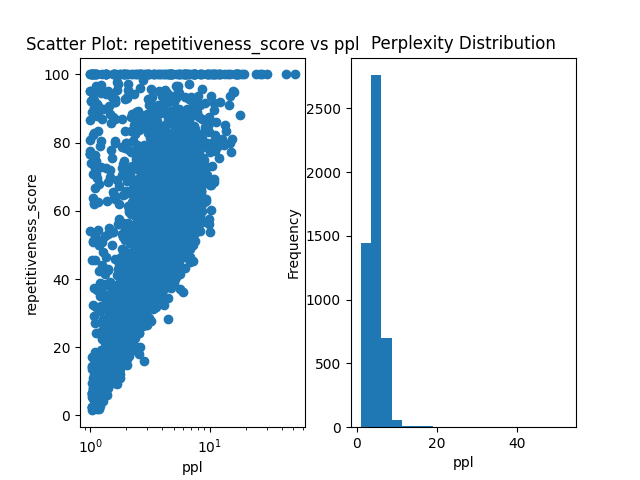 Scatter Plot: repetitiveness_score vs ppl
repetitiveness_score
100
80
60
40
20
0
10⁰
10¹
ppl
Perplexity Distribution
Frequency
2500
2000
1500
1000
500
0
0
20
40
ppl